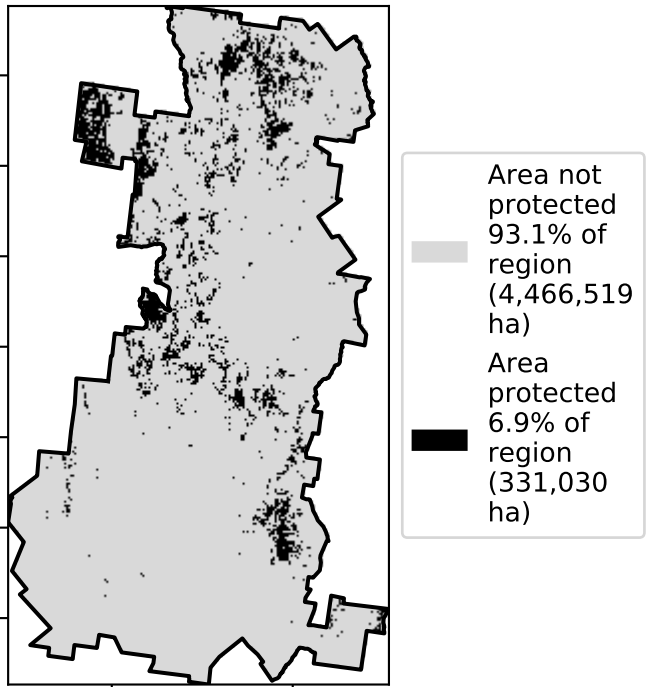 Area not
protected
93.1% of
region
(4,466,519
ha)
Area
protected
6.9% of
region
(331,030
ha)